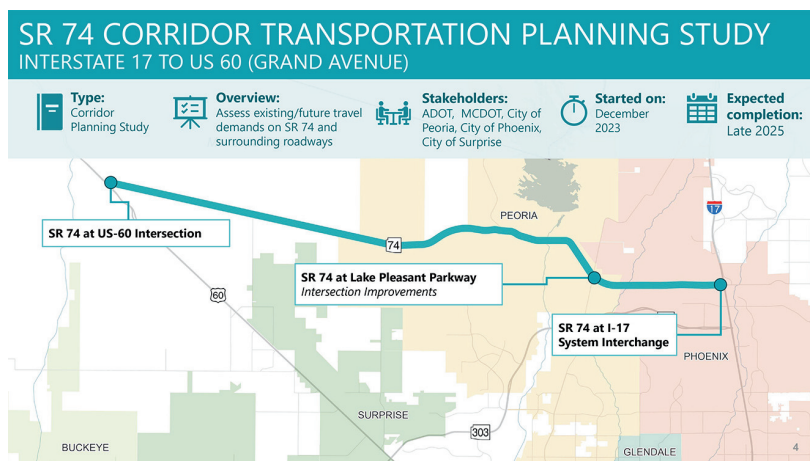 SR 74 CORRIDOR TRANSPORTATION PLANNING STUDY
INTERSTATE 17 TO US 60 (GRAND AVENUE)
Type:
Corridor
Planning Study
Overview:
Assess existing/future travel
demands on SR 74 and
surrounding roadways
Stakeholders:
ADOT, MCDOT, City of
Peoria, City of Phoenix,
City of Surprise
Started on:
December
2023
Expected
completion:
Late 2025
SR 74 at US-60 Intersection
PEORIA
17
74
SR 74 at Lake Pleasant Parkway
Intersection Improvements
60
SR 74 at I-17
System Interchange
PHOENIX
SURPRISE
303
BUCKEYE
GLENDALE
4